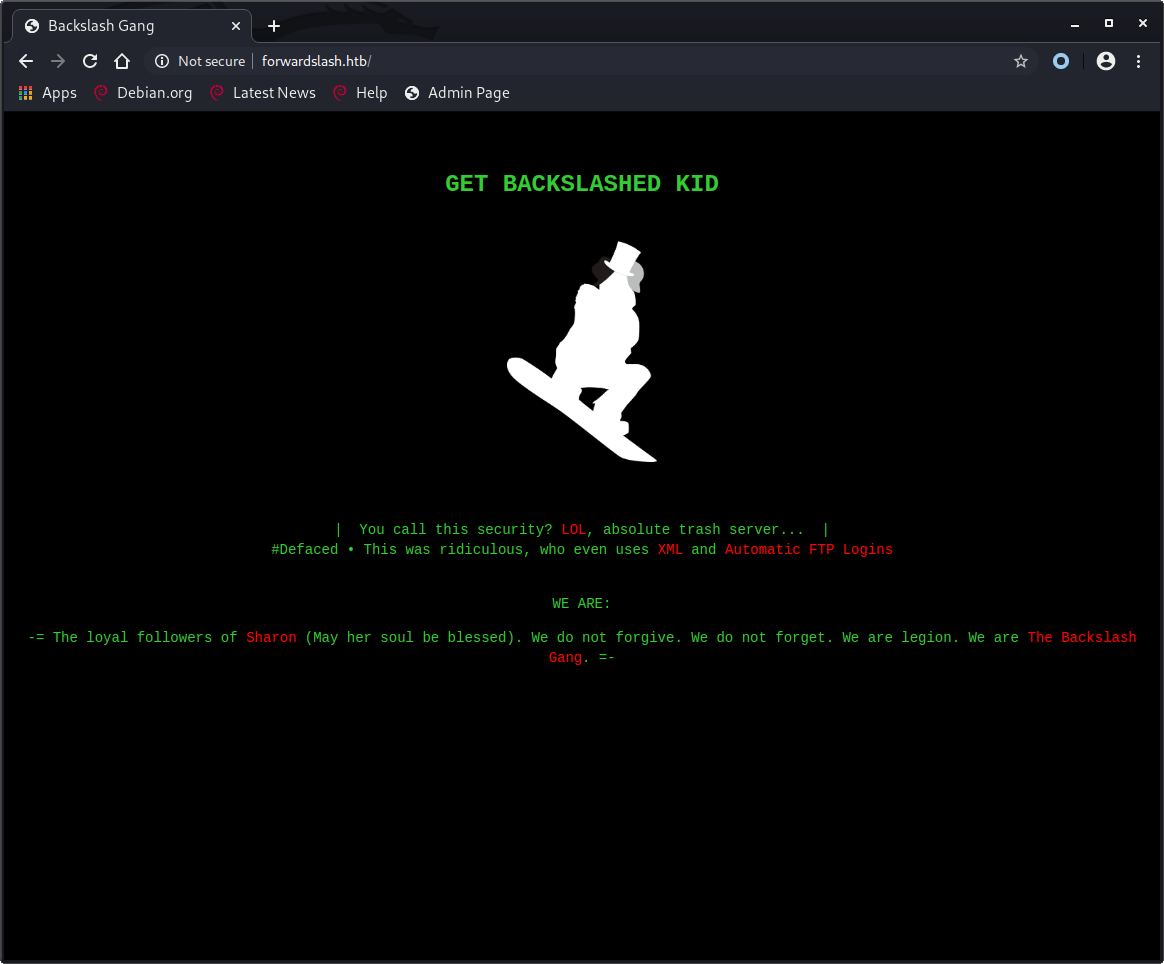 Backslash Gang
Not secure | forwardslash.htb/
Apps Debian.org Latest News Help Admin Page
GET BACKSLASHED KID
| You call this security? LOL, absolute trash server... |
#Defaced • This was ridiculous, who even uses XML and Automatic FTP Logins
WE ARE:
-= The loyal followers of Sharon (May her soul be blessed). We do not forgive. We do not forget. We are legion. We are The Backslash
Gang. =-